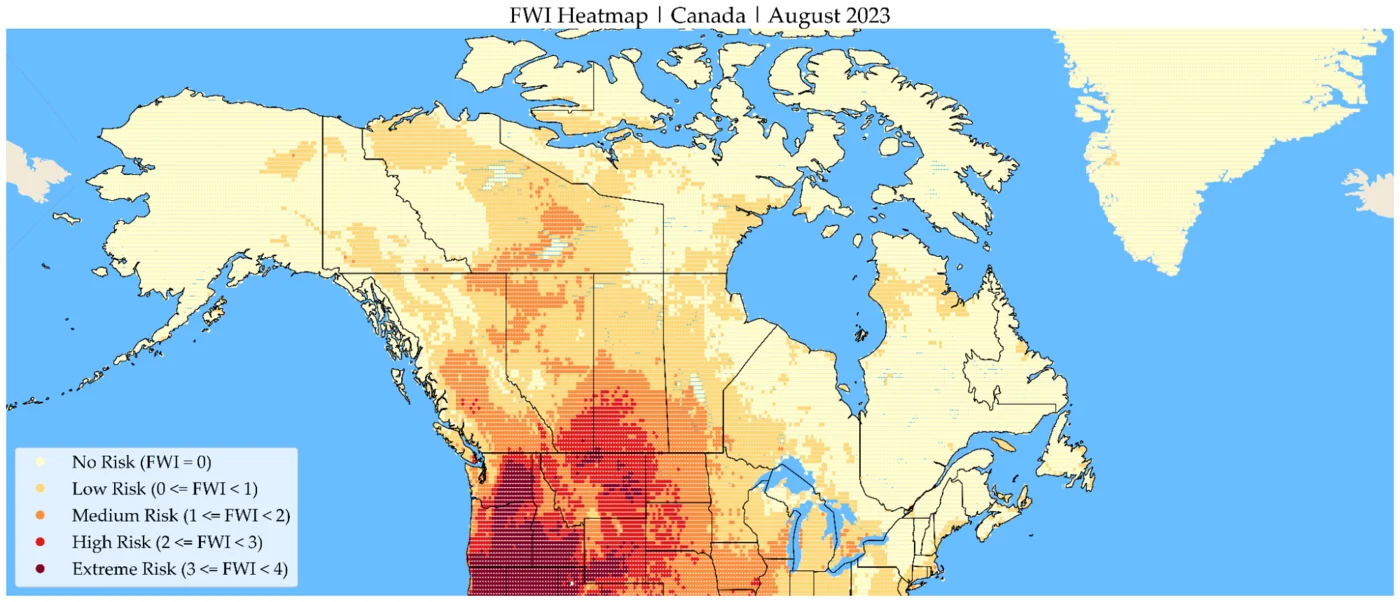 FWI Heatmap | Canada | August 2023
No Risk (FWI = 0)
Low Risk (0 <= FWI < 1)
Medium Risk (1 <= FWI < 2)
High Risk (2 <= FWI < 3)
Extreme Risk (3 <= FWI < 4)